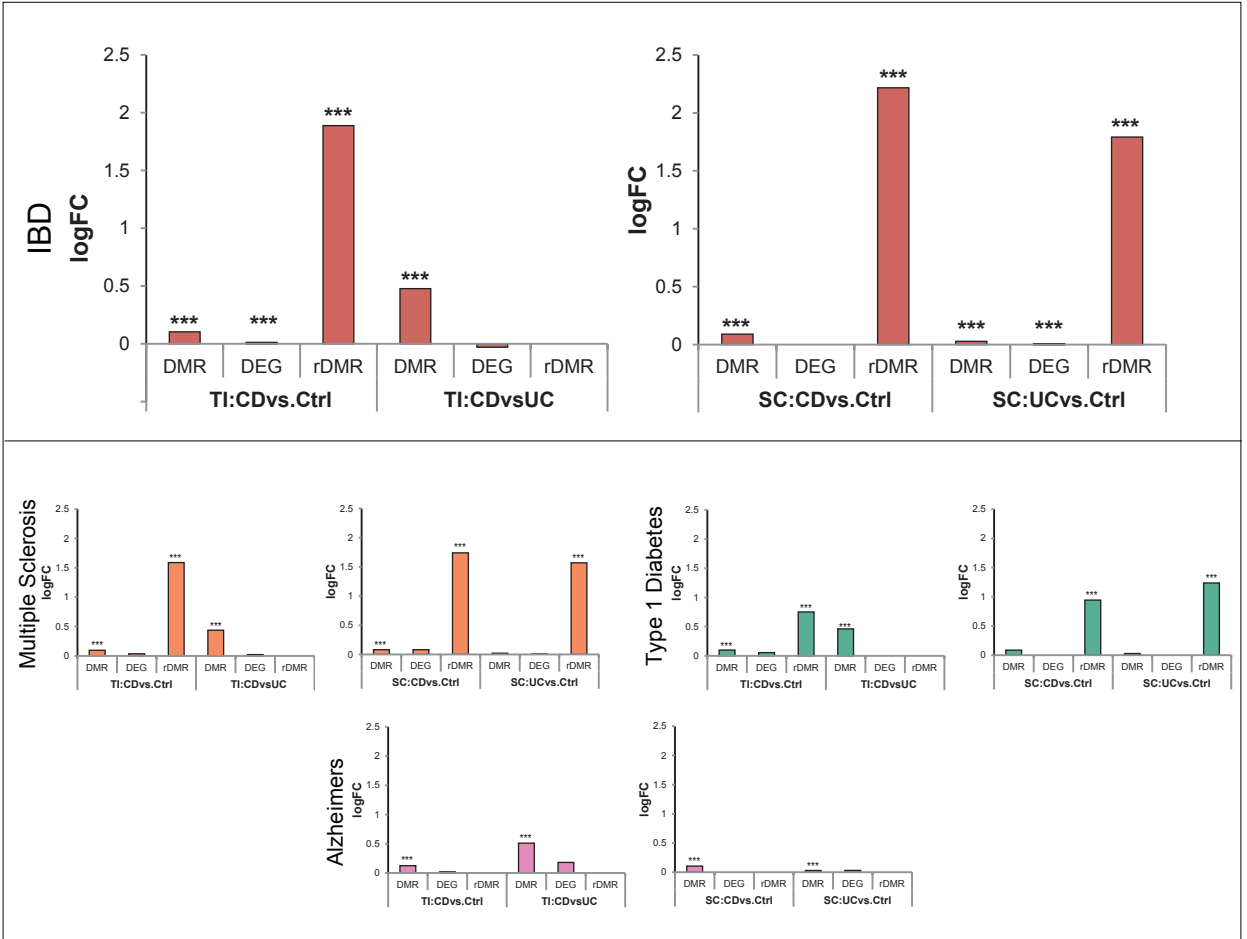 IBD
logFC
2.5
2
1.5
1
0.5
0
*** *** *** ***
DMR DEG rDMR DMR DEG rDMR
TI:CDvs.Ctrl TI:CDvsUC
logFC
2.5
2
1.5
1
0.5
0
*** *** *** *** ***
DMR DEG rDMR DMR DEG rDMR
SC:CDvs.Ctrl SC:UCvs.Ctrl
Multiple Sclerosis
logFC
2.5
2
1.5
1
0.5
0
*** *** ***
DMR DEG rDMR DMR DEG rDMR
TI:CDvs.Ctrl TI:CDvsUC
logFC
2.5
2
1.5
1
0.5
0
*** *** ***
DMR DEG rDMR DMR DEG rDMR
SC:CDvs.Ctrl SC:UCvs.Ctrl
Type 1 Diabetes
logFC
2.5
2
1.5
1
0.5
0
*** *** ***
DMR DEG rDMR DMR DEG rDMR
TI:CDvs.Ctrl TI:CDvsUC
logFC
2.5
2
1.5
1
0.5
0
*** ***
DMR DEG rDMR DMR DEG rDMR
SC:CDvs.Ctrl SC:UCvs.Ctrl
Alzheimers
logFC
2.5
2
1.5
1
0.5
0
*** ***
DMR DEG rDMR DMR DEG rDMR
TI:CDvs.Ctrl TI:CDvsUC
logFC
2.5
2
1.5
1
0.5
0
*** ***
DMR DEG rDMR DMR DEG rDMR
SC:CDvs.Ctrl SC:UCvs.Ctrl